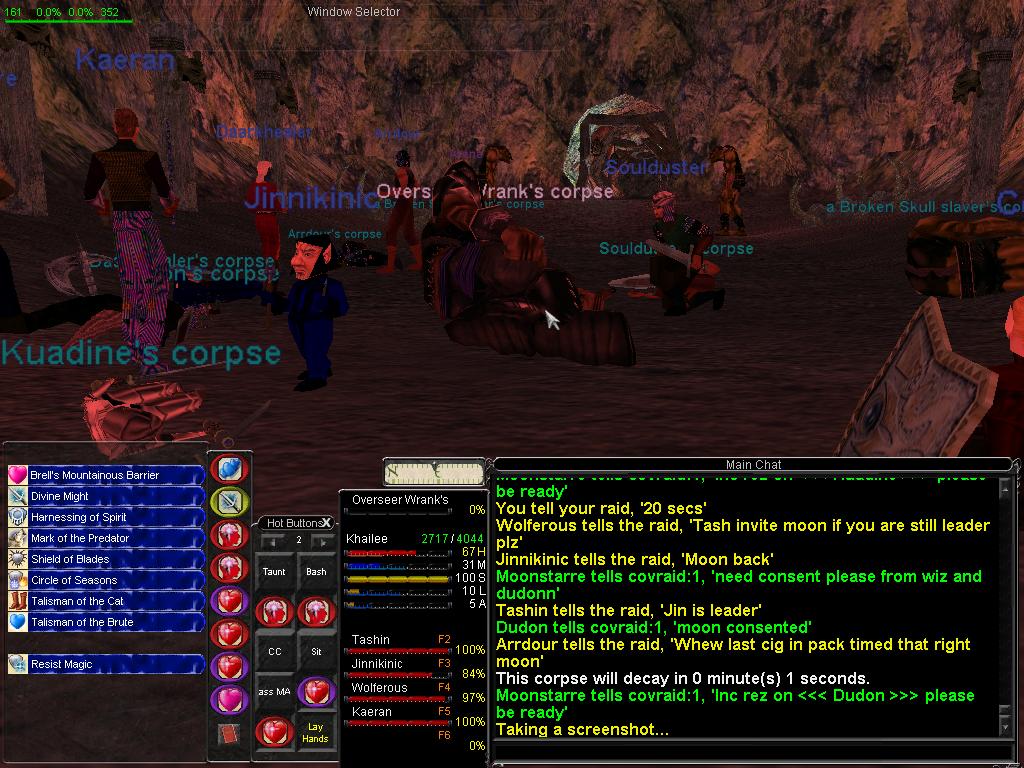 161 0.0% 0.0% 352
Window Selector
Kaeran
e
Daarkhealer
Arrdour
Soulduster
Jinnikinic
Overs Wrank's corpse
a Broken Skull slaver's co
C
Arrdour's corpse
Souldu corpse
Das ler's corpse
on's corpse
Kuadine's corpse
Brell's Mountainous Barrier
Divine Might
Harnessing of Spirit
Mark of the Predator
Shield of Blades
Circle of Seasons
Talisman of the Cat
Talisman of the Brute
Resist Magic
Hot Buttons X
2
Taunt Bash
CC Sit
ass MA
Lay
Hands
Overseer Wrank's
0%
Khailee 2717/4044
67 H
31 M
100 S
10 L
5 A
Tashin F2
100%
Jinnikinic F3
84%
Wolferous F4
97%
Kaeran F5
100%
F6
0%
Main Chat
be ready'
You tell your raid, '20 secs'
Wolferous tells the raid, 'Tash invite moon if you are still leader
plz'
Jinnikinic tells the raid, 'Moon back'
Moonstarre tells covraid:1, 'need consent please from wiz and
dudonn'
Tashin tells the raid, 'Jin is leader'
Dudon tells covraid:1, 'moon consented'
Arrdour tells the raid, 'Whew last cig in pack timed that right
moon'
This corpse will decay in 0 minute(s) 1 seconds.
Moonstarre tells covraid:1, 'Inc rez on <<< Dudon >>> please
be ready'
Taking a screenshot...